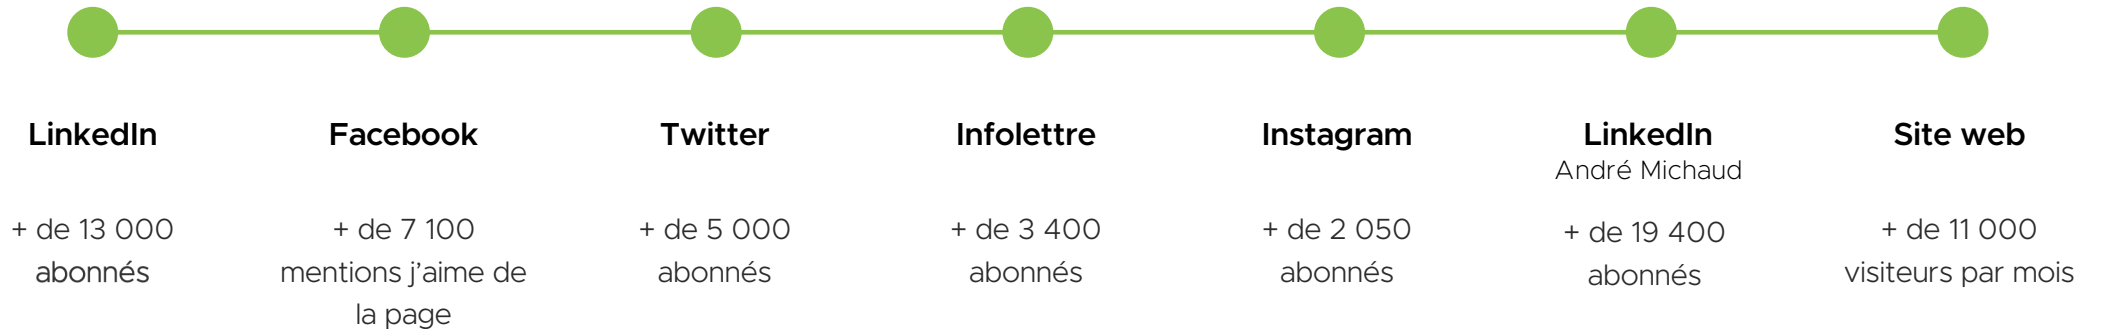 LinkedIn
+ de 13 000
abonnés
Facebook
+ de 7 100
mentions j'aime de
la page
Twitter
+ de 5 000
abonnés
Infolettre
+ de 3 400
abonnés
Instagram
+ de 2 050
abonnés
LinkedIn
André Michaud
+ de 19 400
abonnés
Site web
+ de 11 000
visiteurs par mois